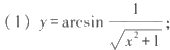 (1) y=arcsin 1/√(x²+1);